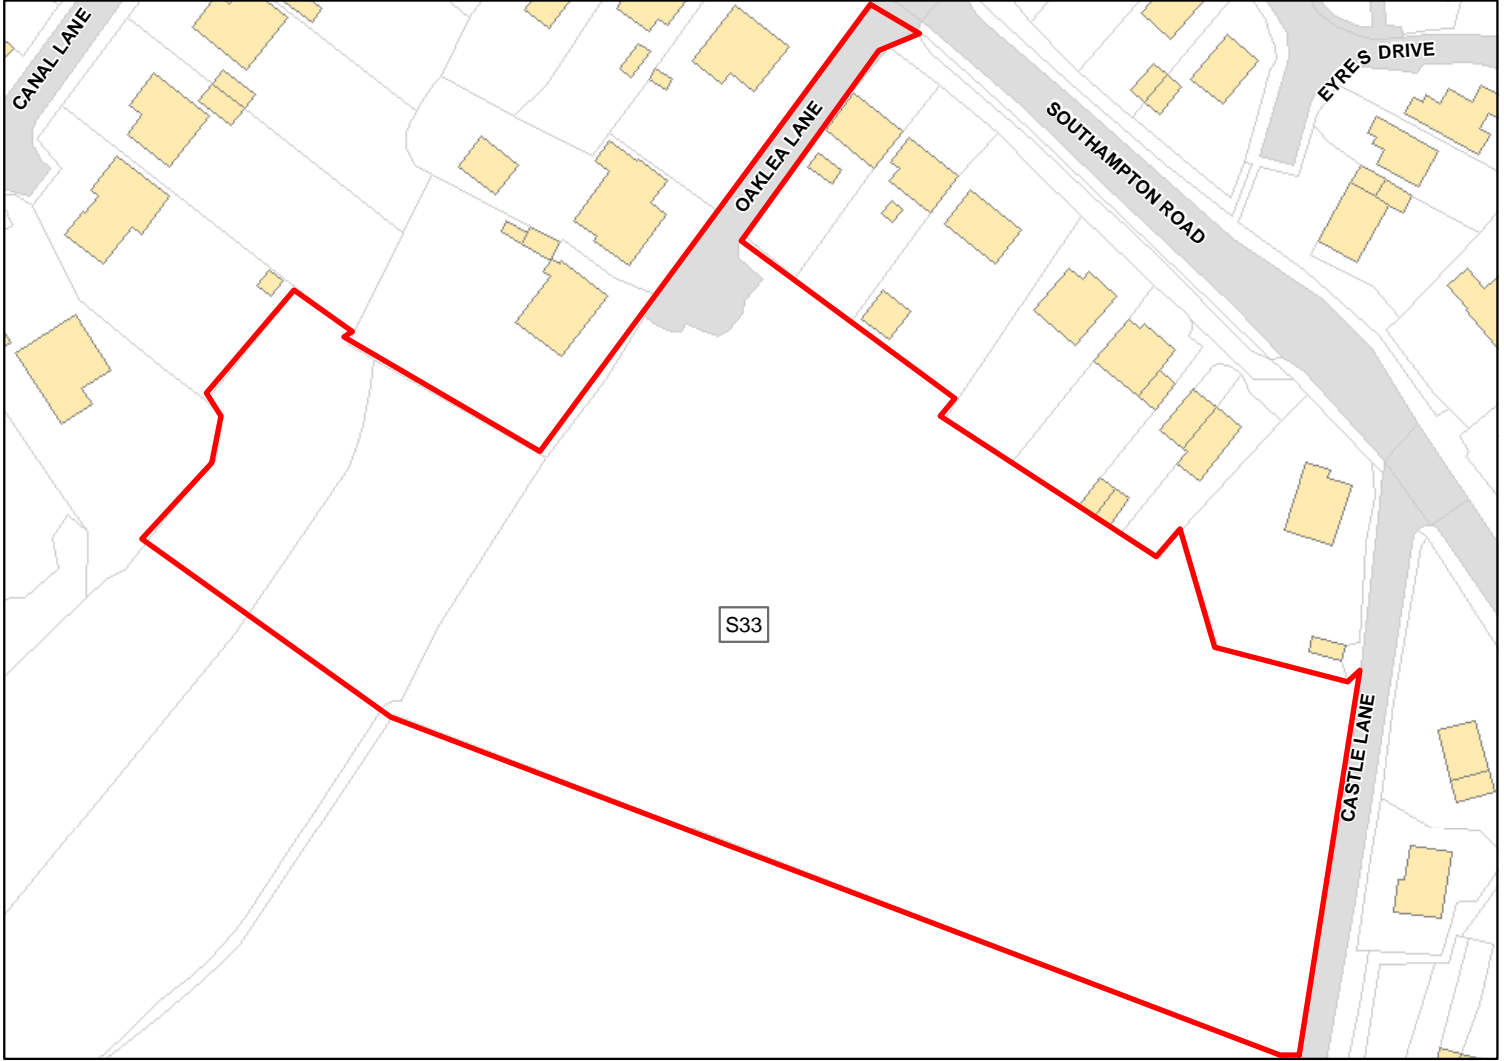 CANAL LANE
EYRES DRIVE
OAKLEA LANE
SOUTHAMPTON ROAD
S33
CASTLE LANE